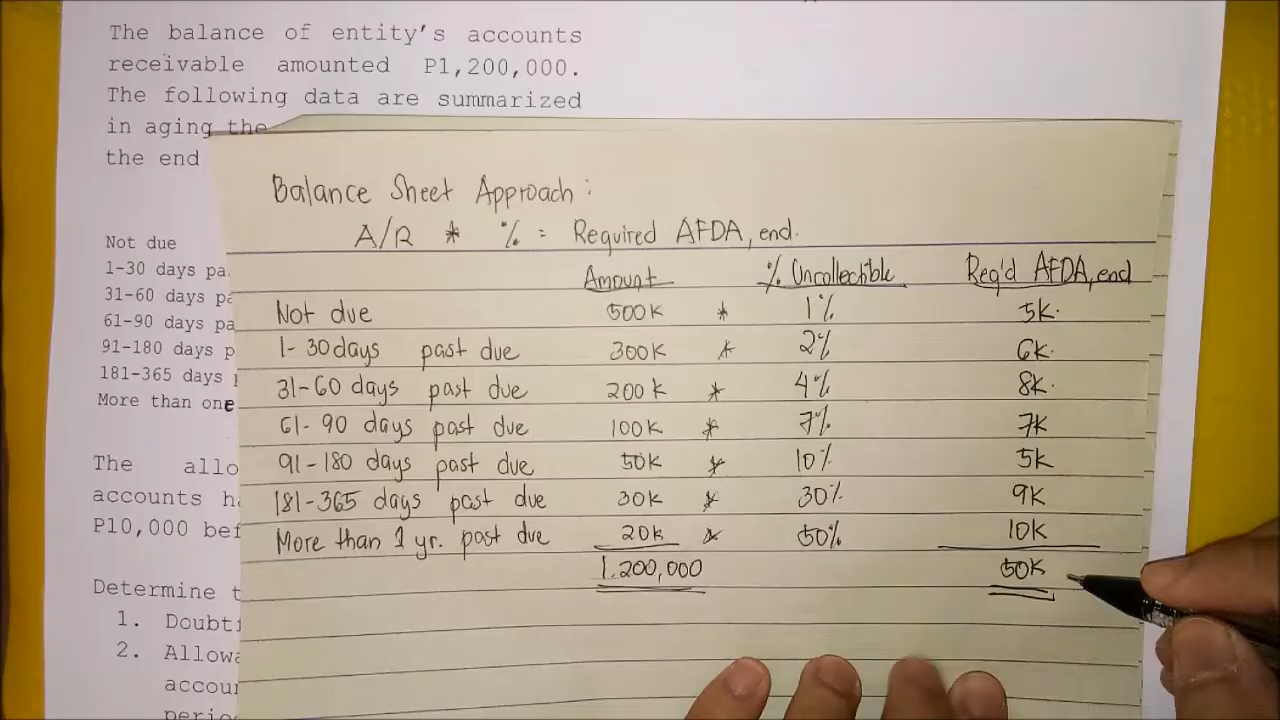 The balance of entity's accounts
receivable amounted P1,200,000.
The following data are summarized
in aging the
the end
Balance Sheet Approach:
A/R * % = Required AFDA, end.
Amount % Uncollectible Req'd AFDA, end
Not due 500K * 1% 5K
1-30 days past due 300K * 2% 6K
31-60 days past due 200K * 4% 8K
61-90 days past due 100K * 7% 7K
91-180 days past due 50K * 10% 5K
181-365 days past due 30K * 30% 9K
More than 1 yr. past due 20K * 50% 10K
1,200,000 50K
Not due
1-30 days pa
31-60 days pa
61-90 days pa
91-180 days p
181-365 days
More than one
The allo
accounts ha
P10,000 bef
Determine t
1. Doubtf
2. Allowa
accour
perio